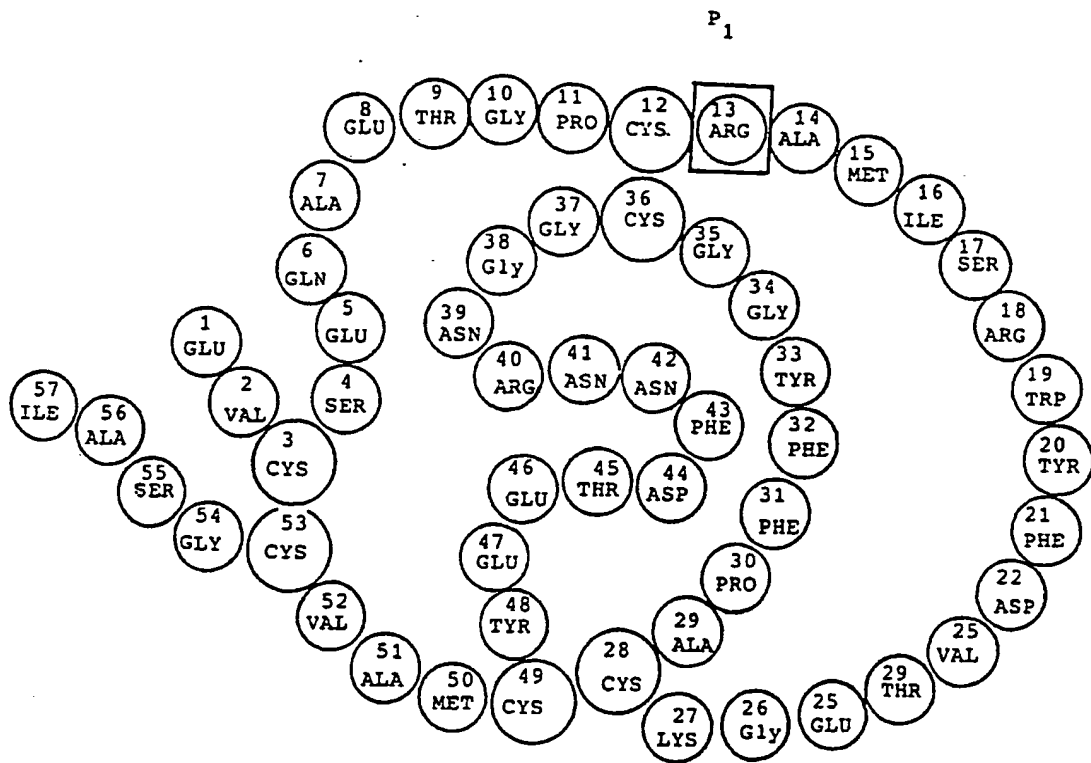 P1
1 GLU
2 VAL
3 CYS
4 SER
5 GLU
6 GLN
7 ALA
8 GLU
9 THR
10 GLY
11 PRO
12 CYS.
13 ARG
14 ALA
15 MET
16 ILE
17 SER
18 ARG
19 TRP
20 TYR
21 PHE
22 ASP
25 VAL
29 THR
25 GLU
26 Gly
27 LYS
28 CYS
29 ALA
30 PRO
31 PHE
32 PHE
33 TYR
34 GLY
35 GLY
36 CYS
37 GLY
38 Gly
39 ASN
40 ARG
41 ASN
42 ASN
43 PHE
44 ASP
45 THR
46 GLU
47 GLU
48 TYR
49 CYS
50 MET
51 ALA
52 VAL
53 CYS
54 GLY
55 SER
56 ALA
57 ILE